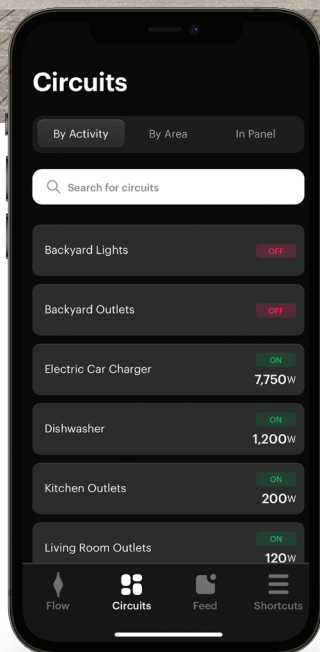 Circuits
By Activity By Area In Panel
Search for circuits
Backyard Lights OFF
Backyard Outlets OFF
Electric Car Charger ON
7,750W
Dishwasher ON
1,200W
Kitchen Outlets ON
200W
Living Room Outlets ON
120W
Flow Circuits Feed Shortcuts